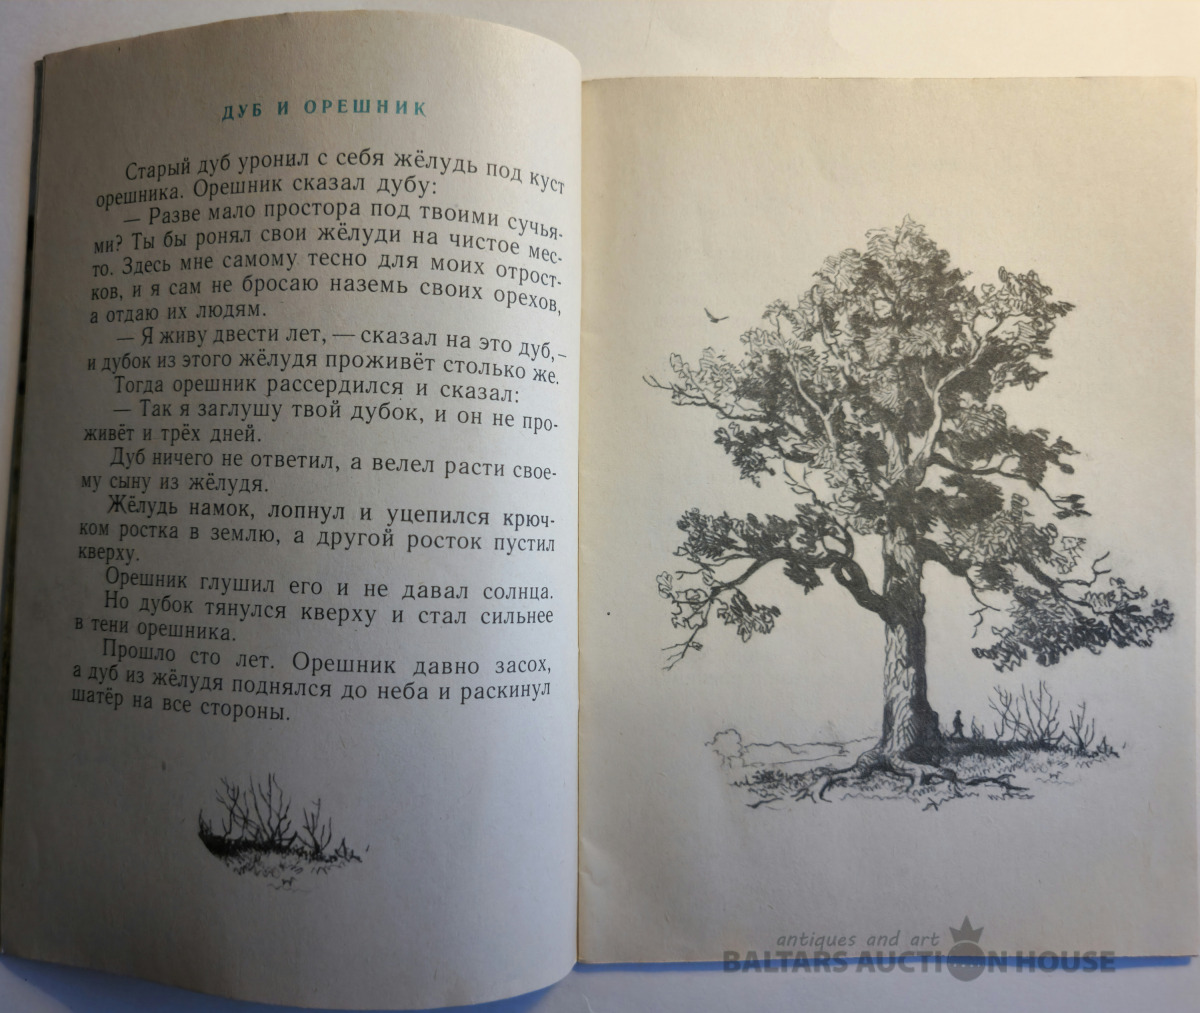 ДУБ И ОРЕШНИК
Старый дуб уронил с себя жёлудь под куст
орешника. Орешник сказал дубу:
— Разве мало простора под твоими сучья-
ми? Ты бы ронял свои жёлуди на чистое мес-
то. Здесь мне самому тесно для моих отрост-
ков, и я сам не бросаю наземь своих орехов,
а отдаю их людям.
— Я живу двести лет, — сказал на это дуб, –
и дубок из этого жёлудя проживёт столько же.
Тогда орешник рассердился и сказал:
— Так я заглушу твой дубок, и он не про-
живёт и трёх дней.
Дуб ничего не ответил, а велел расти свое-
му сыну из жёлудя.
Жёлудь намок, лопнул и уцепился крюч-
ком ростка в землю, а другой росток пустил
кверху.
Орешник глушил его и не давал солнца.
Но дубок тянулся кверху и стал сильнее
в тени орешника.
Прошло сто лет. Орешник давно засох,
а дуб из жёлудя поднялся до неба и раскинул
шатёр на все стороны.
antiques and art
BALTARS AUCTION HOUSE